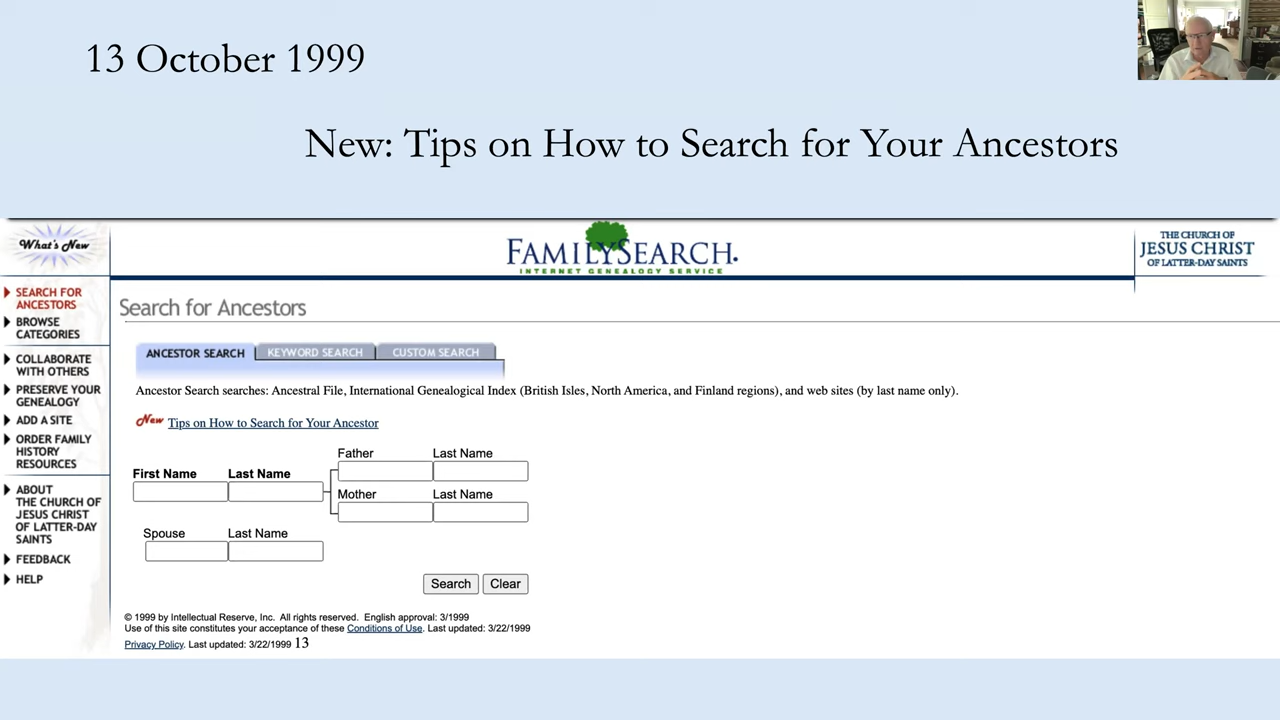 13 October 1999
New: Tips on How to Search for Your Ancestors
What's New
FAMILYSEARCH.
INTERNET GENEALOGY SERVICE
THE CHURCH OF
JESUS CHRIST
OF LATTER-DAY SAINTS
SEARCH FOR
ANCESTORS
BROWSE
CATEGORIES
COLLABORATE
WITH OTHERS
PRESERVE YOUR
GENEALOGY
ADD A SITE
ORDER FAMILY
HISTORY
RESOURCES
ABOUT
THE CHURCH OF
JESUS CHRIST
OF LATTER-DAY
SAINTS
FEEDBACK
HELP
Search for Ancestors
ANCESTOR SEARCH KEYWORD SEARCH CUSTOM SEARCH
Ancestor Search searches: Ancestral File, International Genealogical Index (British Isles, North America, and Finland regions), and web sites (by last name only).
New Tips on How to Search for Your Ancestor
Father Last Name
First Name Last Name
Mother Last Name
Spouse Last Name
Search Clear
© 1999 by Intellectual Reserve, Inc. All rights reserved. English approval: 3/1999
Use of this site constitutes your acceptance of these Conditions of Use. Last updated: 3/22/1999
Privacy Policy. Last updated: 3/22/1999 13